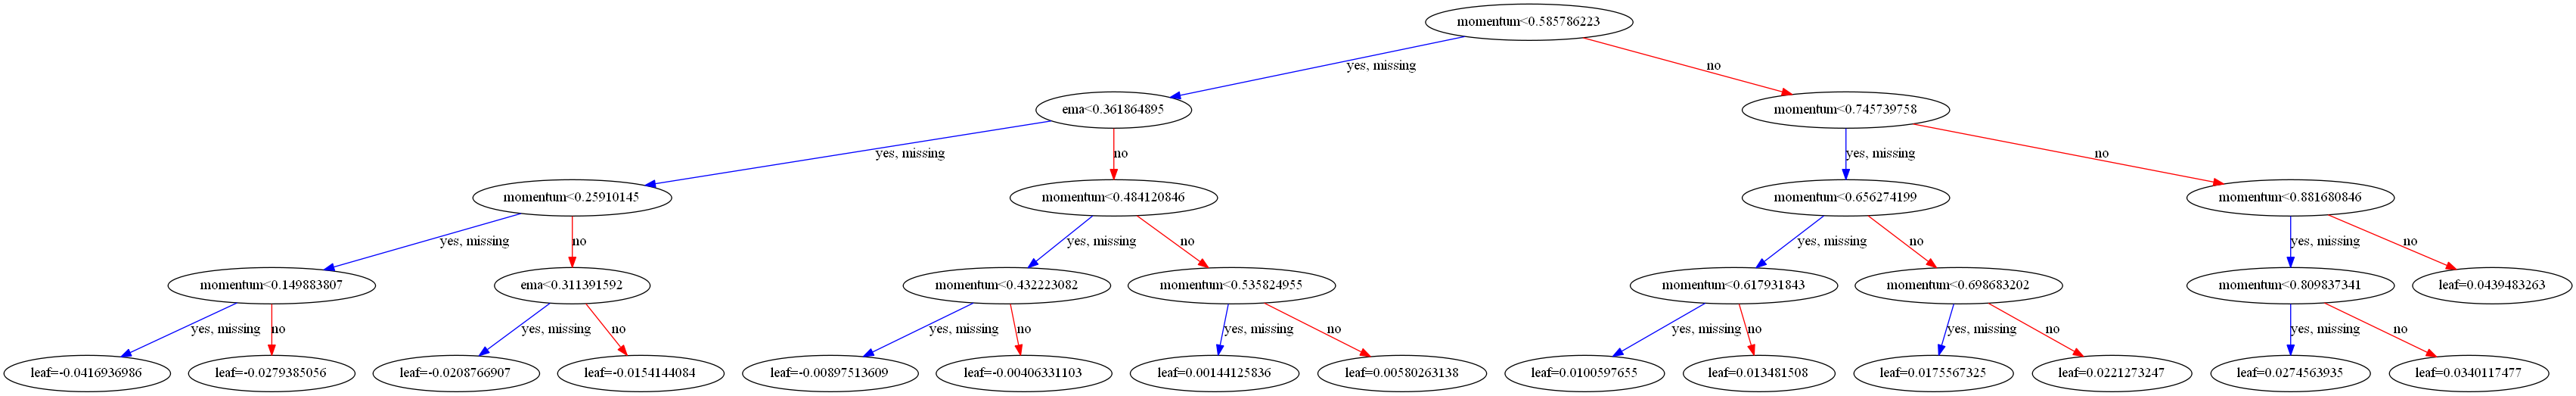 momentum<0.585786223
yes, missing
no
ema<0.361864895
momentum<0.745739758
yes, missing
no
yes, missing
no
momentum<0.25910145
momentum<0.484120846
momentum<0.656274199
momentum<0.881680846
yes, missing
no
yes, missing
no
yes, missing
no
yes, missing
no
momentum<0.149883807
ema<0.311391592
momentum<0.432223082
momentum<0.535824955
momentum<0.617931843
momentum<0.698683202
momentum<0.809837341
leaf=0.0439483263
yes, missing
no
yes, missing
no
yes, missing
no
yes, missing
no
yes, missing
no
yes, missing
no
yes, missing
no
leaf=-0.0416936986
leaf=-0.0279385056
leaf=-0.0208766907
leaf=-0.0154144084
leaf=-0.00897513609
leaf=-0.00406331103
leaf=0.00144125836
leaf=0.00580263138
leaf=0.0100597655
leaf=0.013481508
leaf=0.0175567325
leaf=0.0221273247
leaf=0.0274563935
leaf=0.0340117477